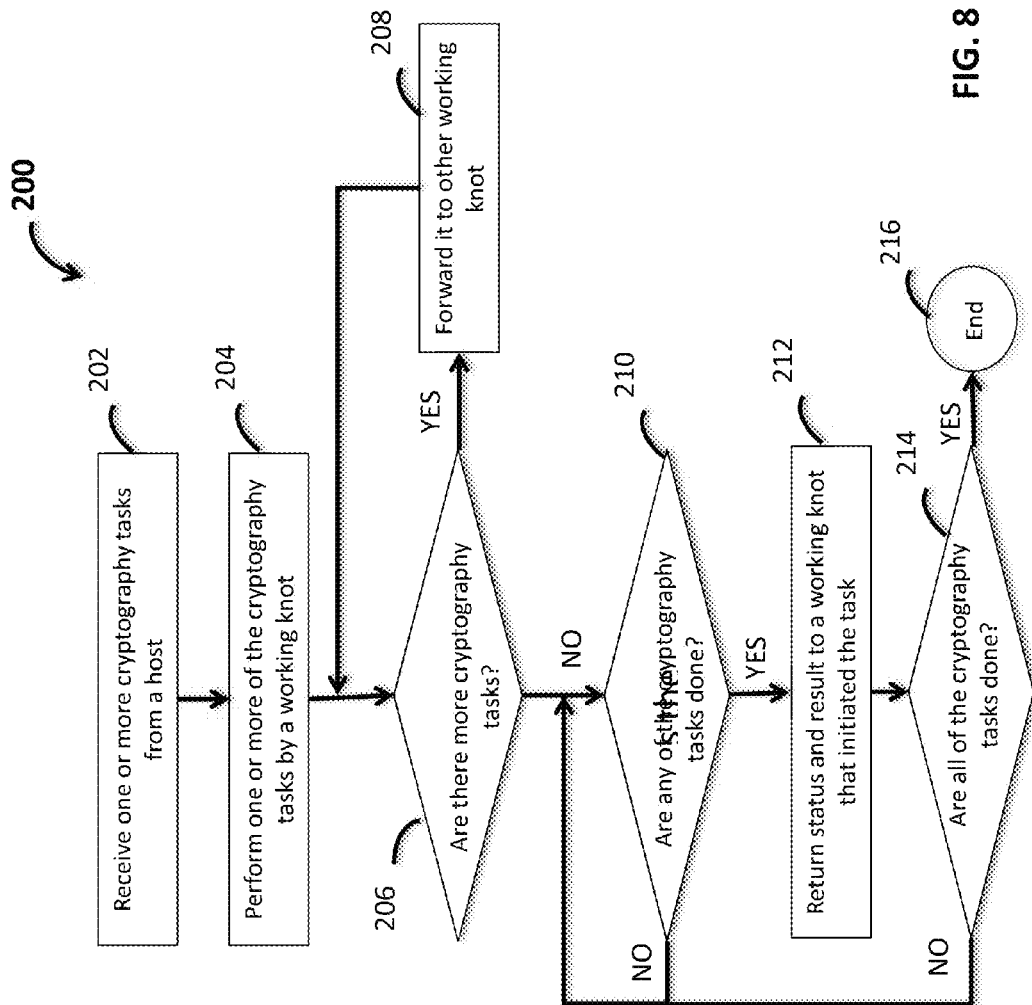 200
Receive one or more cryptography tasks
from a host
202
Perform one or more of the cryptography
tasks by a working knot
204
Are there more cryptography
tasks?
206
YES
Forward it to other working
knot
208
NO
Are any of the cryptography
tasks done?
210
NO
YES
Return status and result to a working knot
that initiated the task
212
Are all of the cryptography
tasks done?
214
NO
YES
End
216
FIG. 8